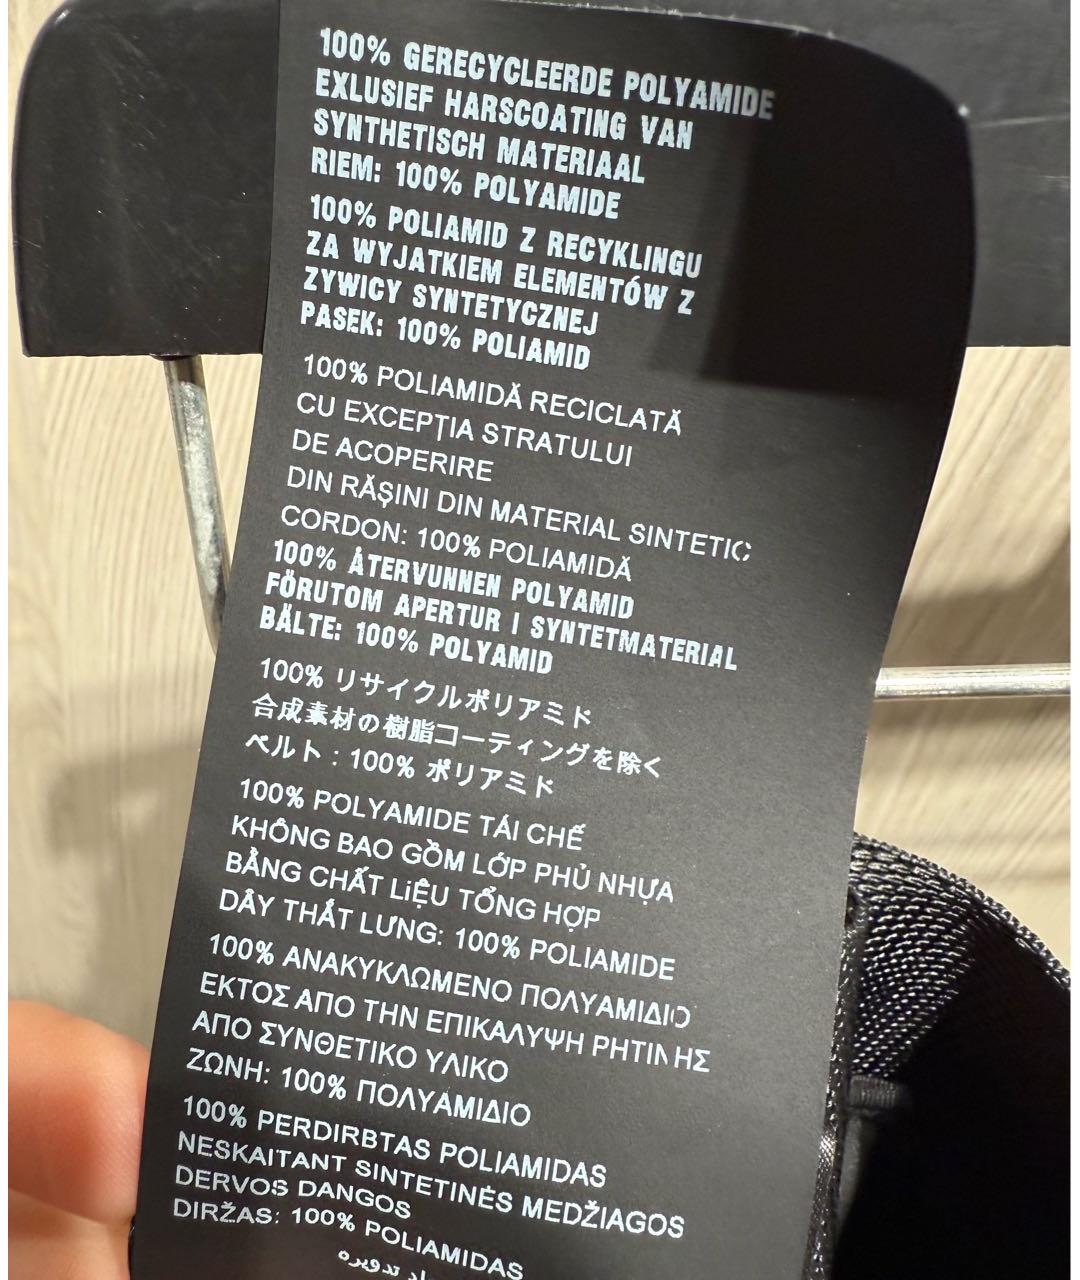 100% GERECYCLEERDE POLYAMIDE
EXLUSIEF HARSCOATING VAN
SYNTHETISCH MATERIAAL
RIEM: 100% POLYAMIDE
100% POLIAMID Z RECYKLINGU
ZA WYJATKIEM ELEMENTÓW Z
ZYWICY SYNTETYCZNEJ
PASEK: 100% POLIAMID
100% POLIAMIDĂ RECICLATĂ
CU EXCEPȚIA STRATULUI
DE ACOPERIRE
DIN RĂȘINI DIN MATERIAL SINTETIC
CORDON: 100% POLIAMIDĂ
100% ÅTERVUNNEN POLYAMID
FÖRUTOM APERTUR I SYNTETMATERIAL
BÄLTE: 100% POLYAMID
100% リサイクルポリアミド
合成素材の樹脂コーティングを除く
ベルト : 100% ポリアミド
100% POLYAMIDE TÁI CHẾ
KHÔNG BAO GỒM LỚP PHỦ NHỰA
BẰNG CHẤT LIỆU TỔNG HỢP
DÂY THẮT LƯNG: 100% POLIAMIDE
100% ΑΝΑΚΥΚΛΩΜΕΝΟ ΠΟΛΥΑΜΙΔΙΟ
ΕΚΤΟΣ ΑΠΟ ΤΗΝ ΕΠΙΚΑΛΥΨΗ ΡΗΤΙΝΗΣ
ΑΠΟ ΣΥΝΘΕΤΙΚΟ ΥΛΙΚΟ
ΖΩΝΗ: 100% ΠΟΛΥΑΜΙΔΙΟ
100% PERDIRBTAS POLIAMIDAS
NESKAITANT SINTETINĖS MEDŽIAGOS
DERVOS DANGOS
DIRŽAS: 100% POLIAMIDAS